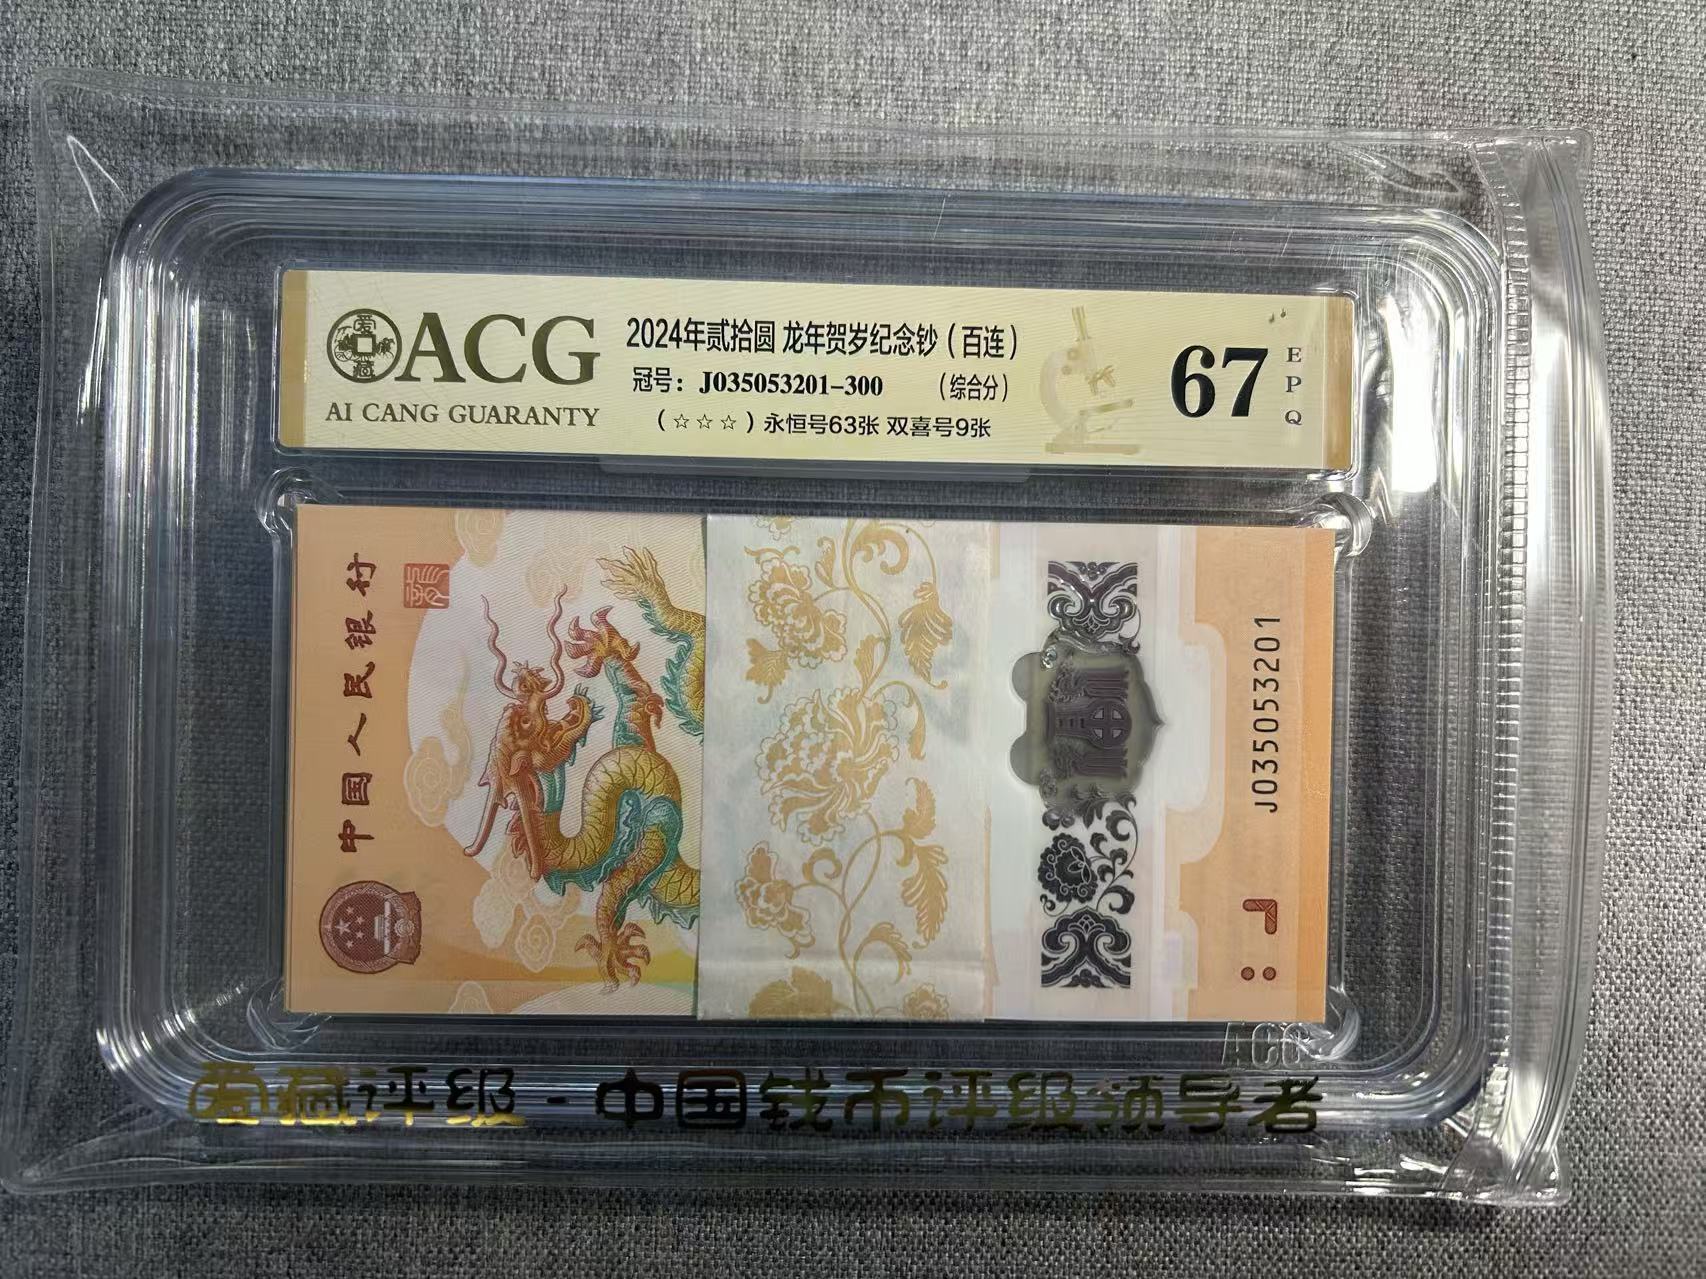 爱藏
ACG
AI CANG GUARANTY
2024年贰拾圆 龙年贺岁纪念钞（百连）
冠号：J035053201-300 （综合分）
（☆☆☆）永恒号63张 双喜号9张
67
EPQ
中国人民银行
J035053201
ACG
爱藏评级-中国钱币评级领导者